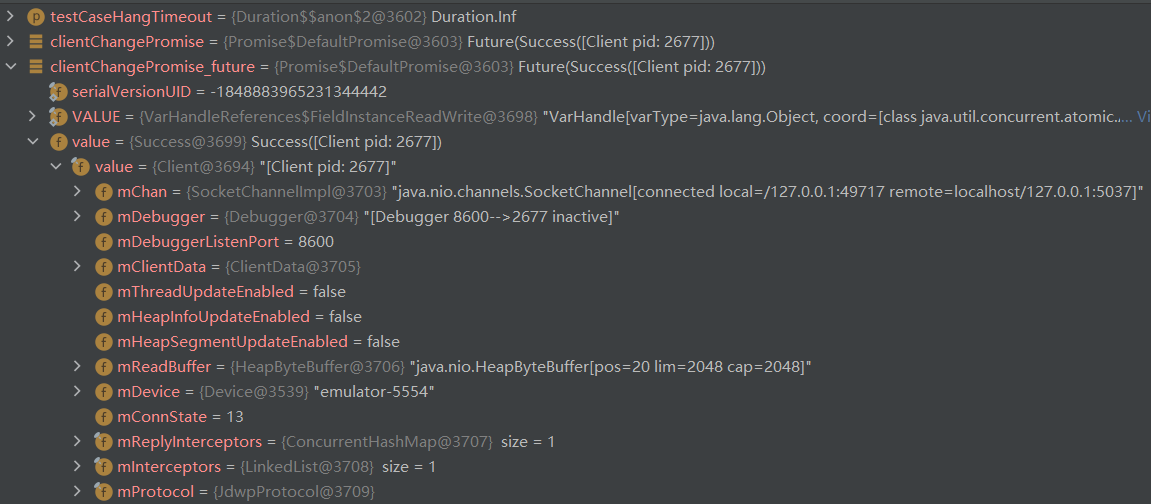 testCaseHangTimeout = {Duration$$anon$2@3602} Duration.Inf
clientChangePromise = {Promise$DefaultPromise@3603} Future(Success([Client pid: 2677]))
clientChangePromise_future = {Promise$DefaultPromise@3603} Future(Success([Client pid: 2677]))
serialVersionUID = -1848883965231344442
VALUE = {VarHandleReferences$FieldInstanceReadWrite@3698} "VarHandle[varType=java.lang.Object, coord=[class java.util.concurrent.atomic.... Vi
value = {Success@3699} Success([Client pid: 2677])
value = {Client@3694} "[Client pid: 2677]"
mChan = {SocketChannelImpl@3703} "java.nio.channels.SocketChannel[connected local=/127.0.0.1:49717 remote=localhost/127.0.0.1:5037]"
mDebugger = {Debugger@3704} "[Debugger 8600-->2677 inactive]"
mDebuggerListenPort = 8600
mClientData = {ClientData@3705}
mThreadUpdateEnabled = false
mHeapInfoUpdateEnabled = false
mHeapSegmentUpdateEnabled = false
mReadBuffer = {HeapByteBuffer@3706} "java.nio.HeapByteBuffer[pos=20 lim=2048 cap=2048]"
mDevice = {Device@3539} "emulator-5554"
mConnState = 13
mReplyInterceptors = {ConcurrentHashMap@3707} size = 1
mInterceptors = {LinkedList@3708} size = 1
mProtocol = {JdwpProtocol@3709}